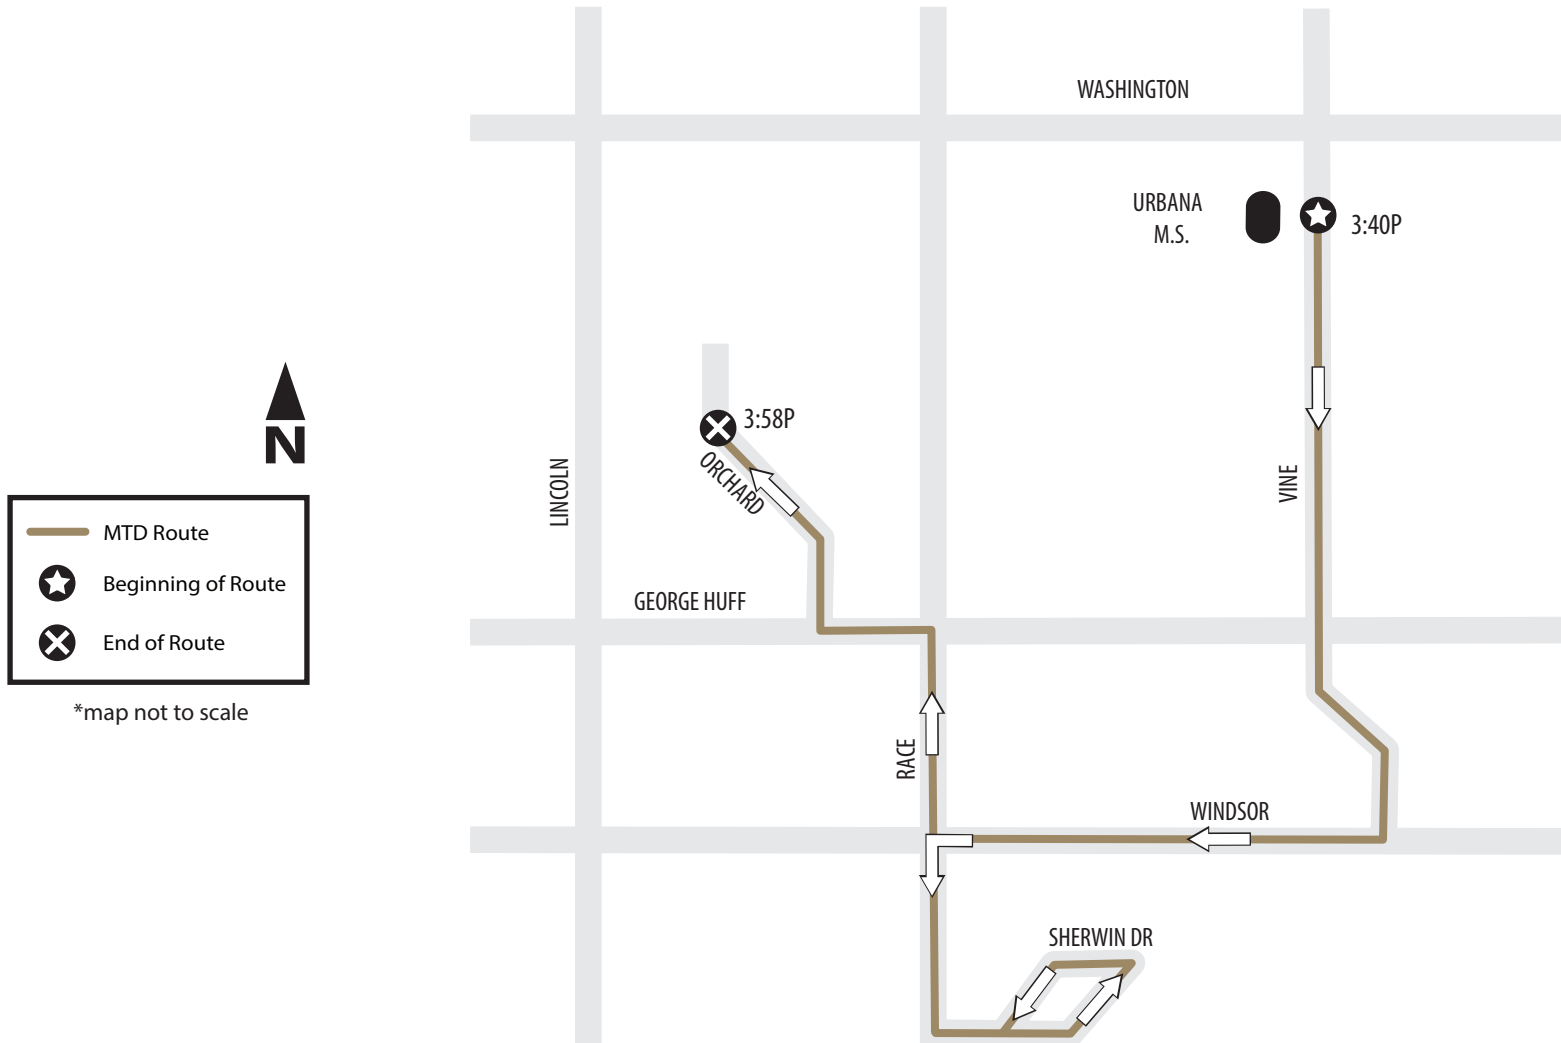 WASHINGTON
URBANA
M.S.
3:40P
3:58P
ORCHARD
LINCOLN
VINE
N
MTD Route
Beginning of Route
End of Route
*map not to scale
GEORGE HUFF
RACE
WINDSOR
SHERWIN DR